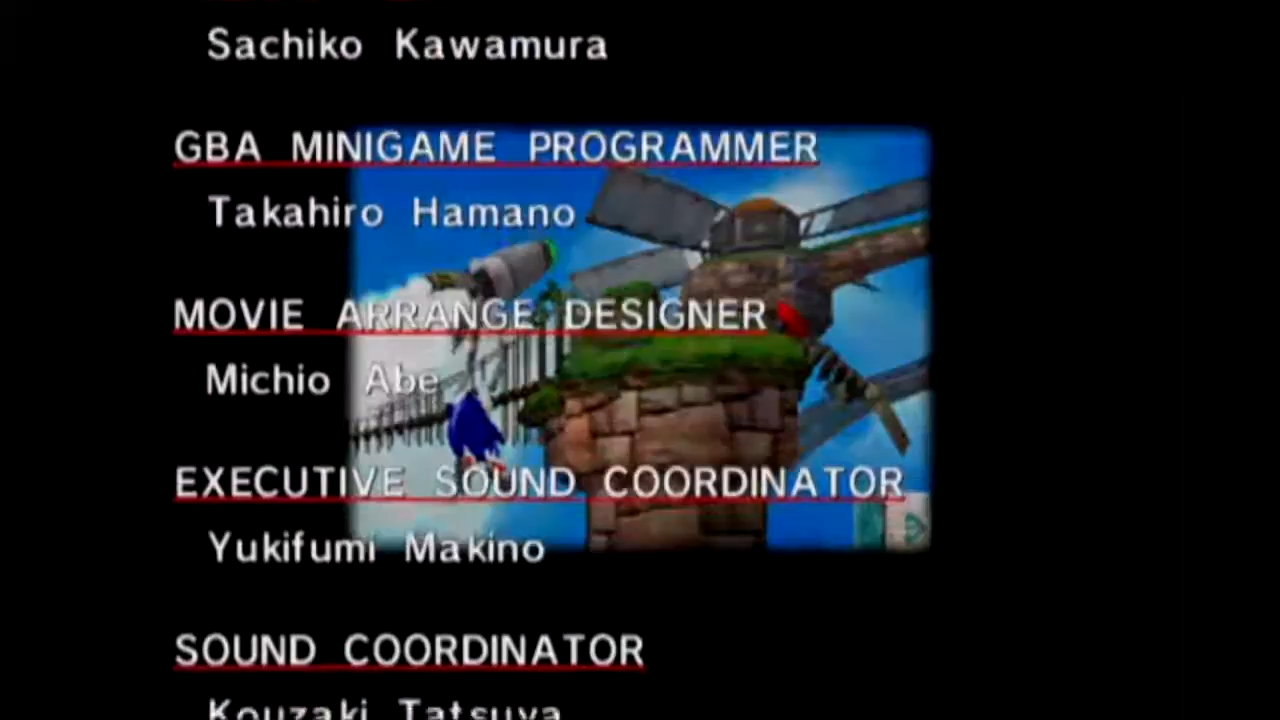 Sachiko Kawamura
GBA MINIGAME PROGRAMMER
Takahiro Hamano
MOVIE ARRANGE DESIGNER
Michio Abe
EXECUTIVE SOUND COORDINATOR
Yukifumi Makino
SOUND COORDINATOR
Kouzaki Tatsuya